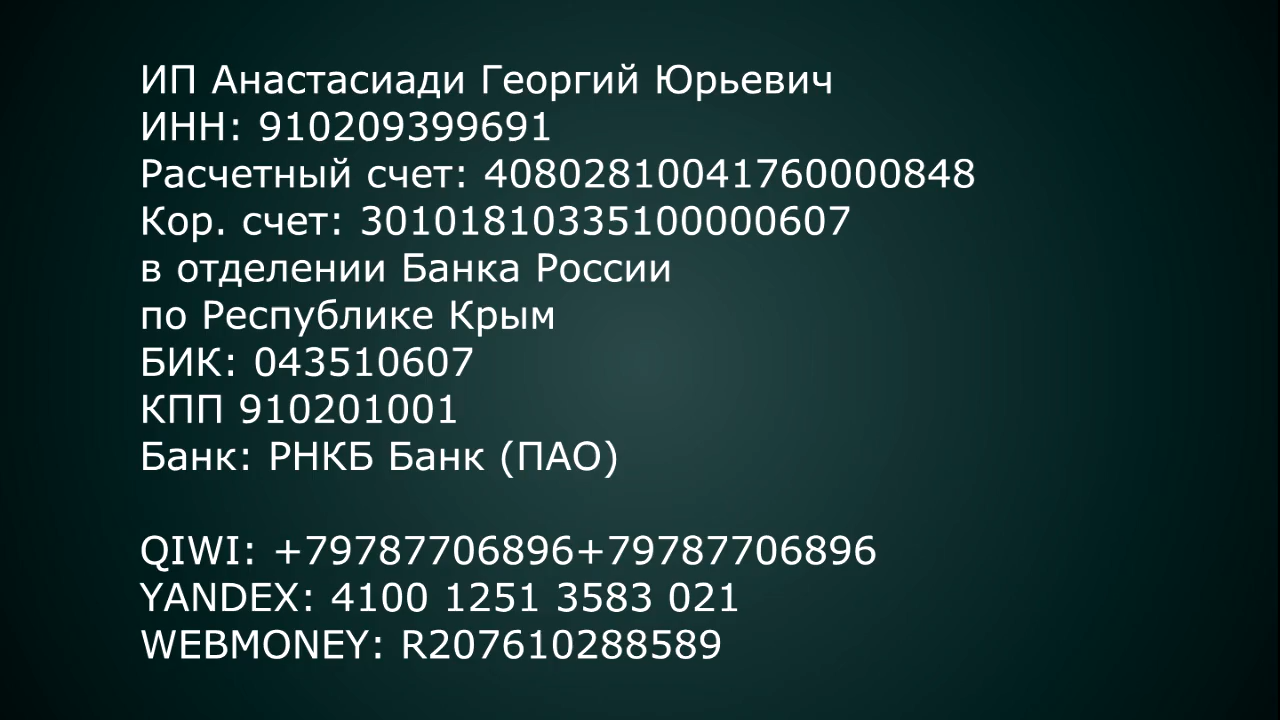 ИП Анастасиади Георгий Юрьевич
ИНН: 910209399691
Расчетный счет: 40802810041760000848
Кор. счет: 30101810335100000607
в отделении Банка России
по Республике Крым
БИК: 043510607
КПП 910201001
Банк: РНКБ Банк (ПАО)
QIWI: +79787706896+79787706896
YANDEX: 4100 1251 3583 021
WEBMONEY: R207610288589